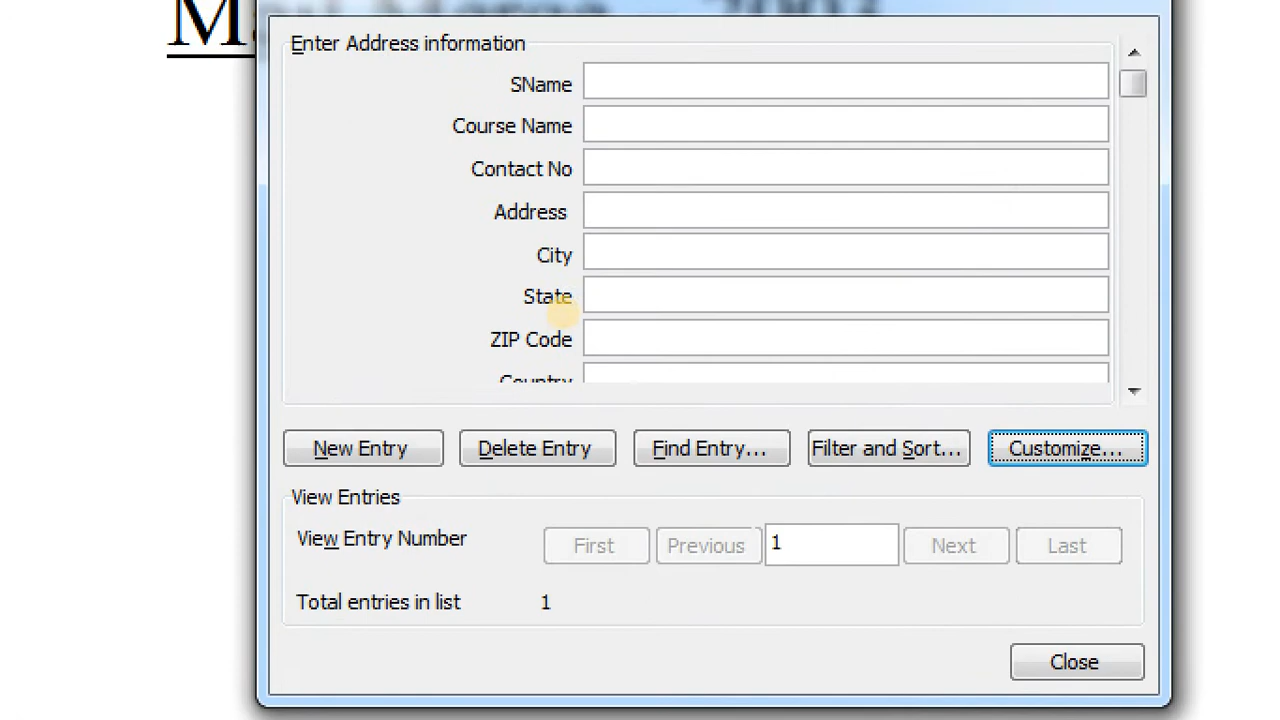 Enter Address information
SName
Course Name
Contact No
Address
City
State
ZIP Code
Country
New Entry Delete Entry Find Entry... Filter and Sort... Customize...
View Entries
View Entry Number First Previous 1 Next Last
Total entries in list 1
Close